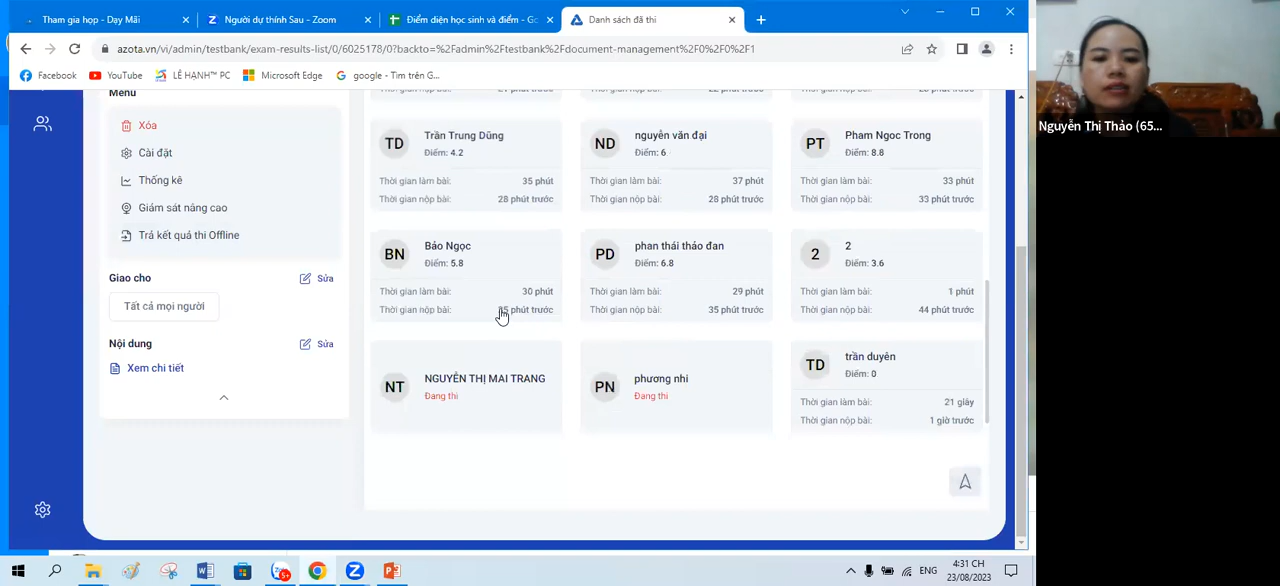 Tham gia họp - Dạy Mãi
Người dự thính Sau - Zoom
Điểm diện học sinh và điểm - Go
Danh sách đã thi
azota.vn/vi/admin/testbank/exam-results-list/0/6025178/0?backto=%2Fadmin%2Ftestbank%2Fdocument-management%2F0%2F0%2F1
Facebook
YouTube
LÊ HẠNH™ PC
Microsoft Edge
google - Tìm trên G...
Menu
Xóa
Cài đặt
Thống kê
Giám sát nâng cao
Trả kết quả thi Offline
Giao cho
Sửa
Tất cả mọi người
Nội dung
Sửa
Xem chi tiết
TD
Trần Trung Dũng
Điểm: 4.2
Thời gian làm bài: 35 phút
Thời gian nộp bài: 28 phút trước
ND
nguyên văn đại
Điểm: 6
Thời gian làm bài: 37 phút
Thời gian nộp bài: 28 phút trước
PT
Pham Ngoc Trong
Điểm: 8.8
Thời gian làm bài: 33 phút
Thời gian nộp bài: 33 phút trước
BN
Bảo Ngọc
Điểm: 5.8
Thời gian làm bài: 30 phút
Thời gian nộp bài: phút trước
PD
phan thái thảo đan
Điểm: 6.8
Thời gian làm bài: 29 phút
Thời gian nộp bài: 35 phút trước
2
2
Điểm: 3.6
Thời gian làm bài: 1 phút
Thời gian nộp bài: 44 phút trước
NT
NGUYỄN THỊ MAI TRANG
Đang thi
PN
phương nhi
Đang thi
TD
trần duyên
Điểm: 0
Thời gian làm bài: 21 giây
Thời gian nộp bài: 1 giờ trước
Nguyễn Thị Thảo (65...
ENG
4:31 CH
23/08/2023